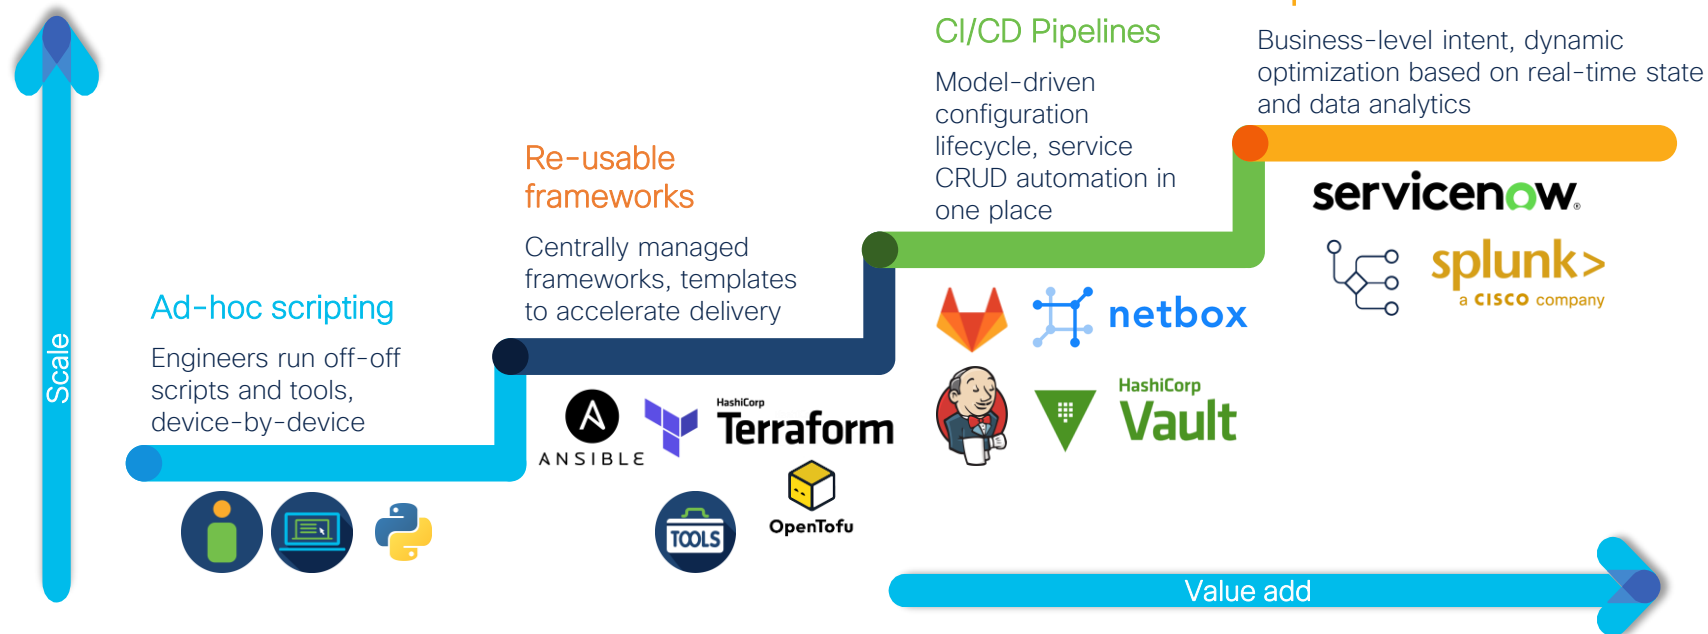 Scale
Ad-hoc scripting
Engineers run off-off
scripts and tools,
device-by-device
Re-usable
frameworks
Centrally managed
frameworks, templates
to accelerate delivery
ANSIBLE
HashiCorp
Terraform
TOOLS
OpenTofu
CI/CD Pipelines
Model-driven
configuration
lifecycle, service
CRUD automation in
one place
netbox
HashiCorp
Vault
Business-level intent, dynamic
optimization based on real-time state
and data analytics
servicenow®
splunk>
a CISCO company
Value add